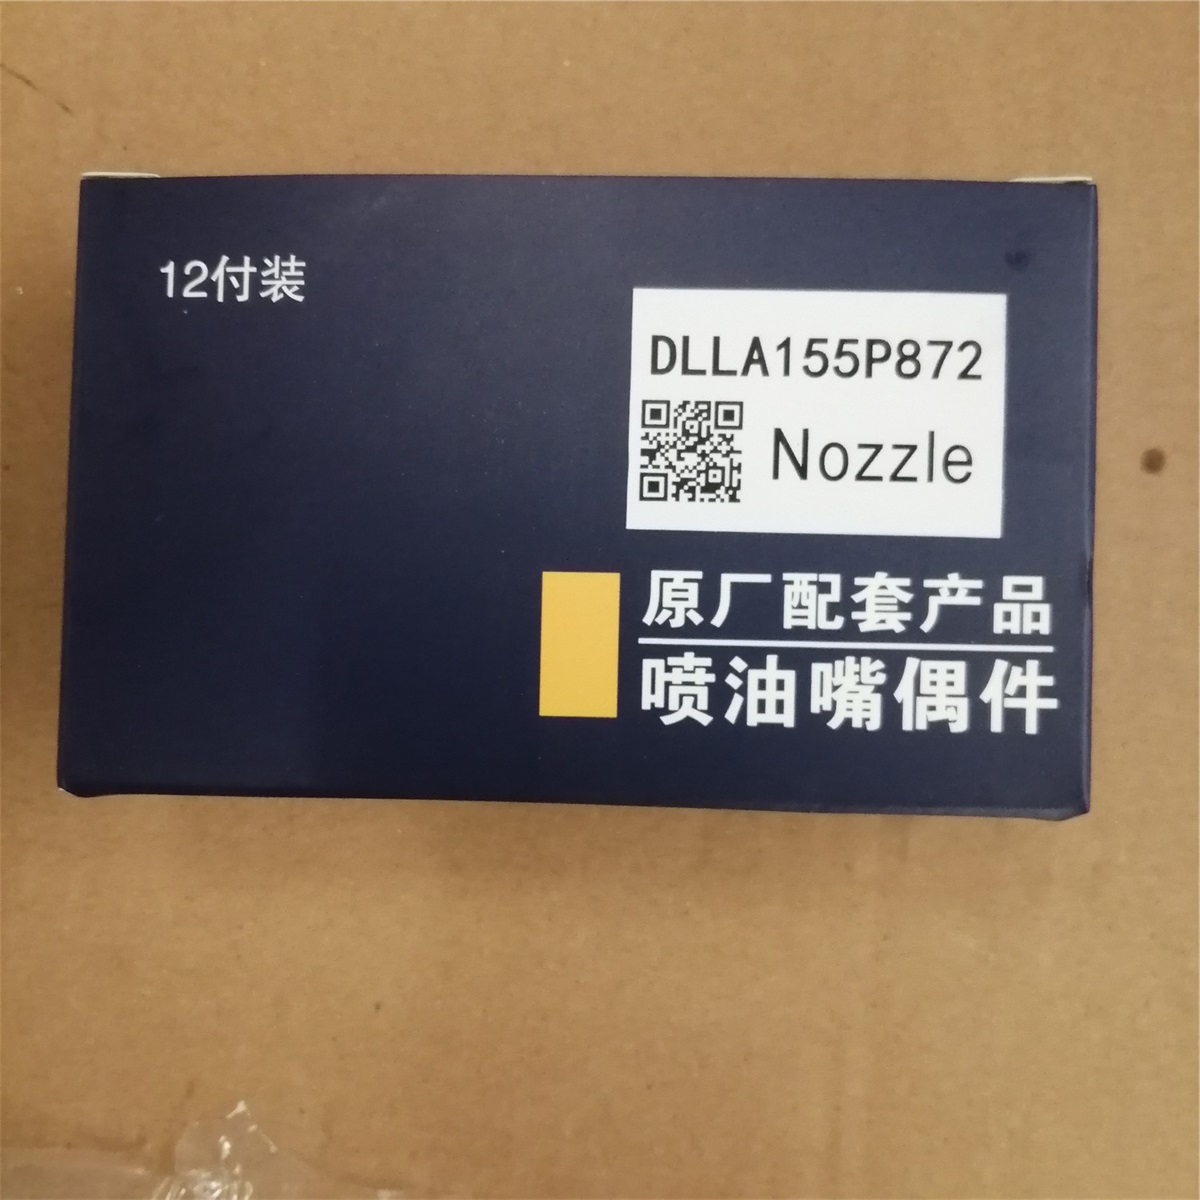 12付装
DLLA155P872
Nozzle
原厂配套产品
喷油嘴偶件